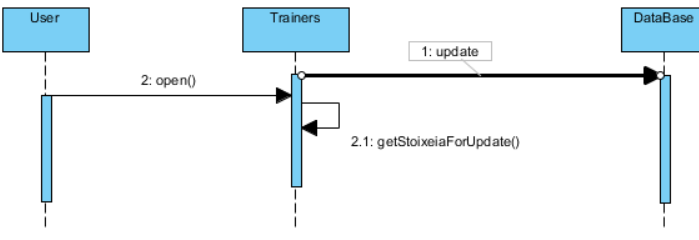 User
Trainers
DataBase
1: update
2: open()
2.1: getStoixeiaForUpdate()